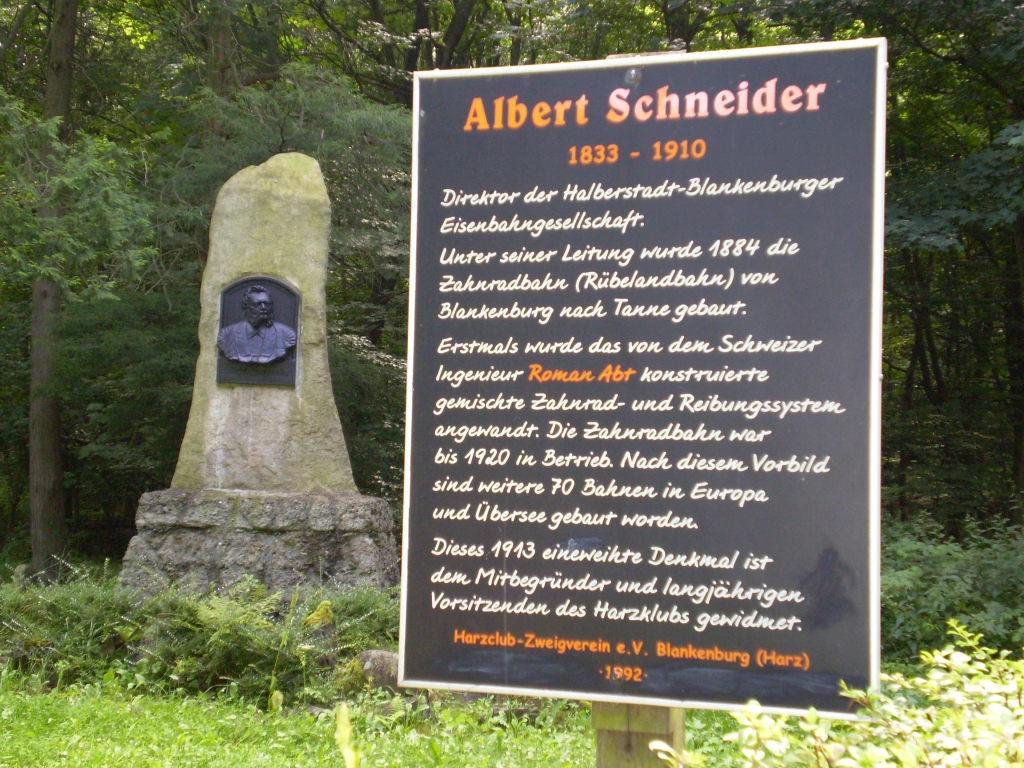 Albert Schneider
1833 - 1910
Direktor der Halberstadt-Blankenburger
Eisenbahngesellschaft.
Unter seiner Leitung wurde 1884 die
Zahnradbahn (Rübelandbahn) von
Blankenburg nach Tanne gebaut.
Erstmals wurde das von dem Schweizer
Ingenieur Roman Abt konstruierte
gemischte Zahnrad- und Reibungssystem
angewandt. Die Zahnradbahn war
bis 1920 in Betrieb. Nach diesem Vorbild
sind weitere 70 Bahnen in Europa
und Übersee gebaut worden.
Dieses 1913 eineweihte Denkmal ist
dem Mitbegründer und langjährigen
Vorsitzenden des Harzklubs gewidmet.
Harzclub-Zweigverein e.V. Blankenburg (Harz)
·1992·